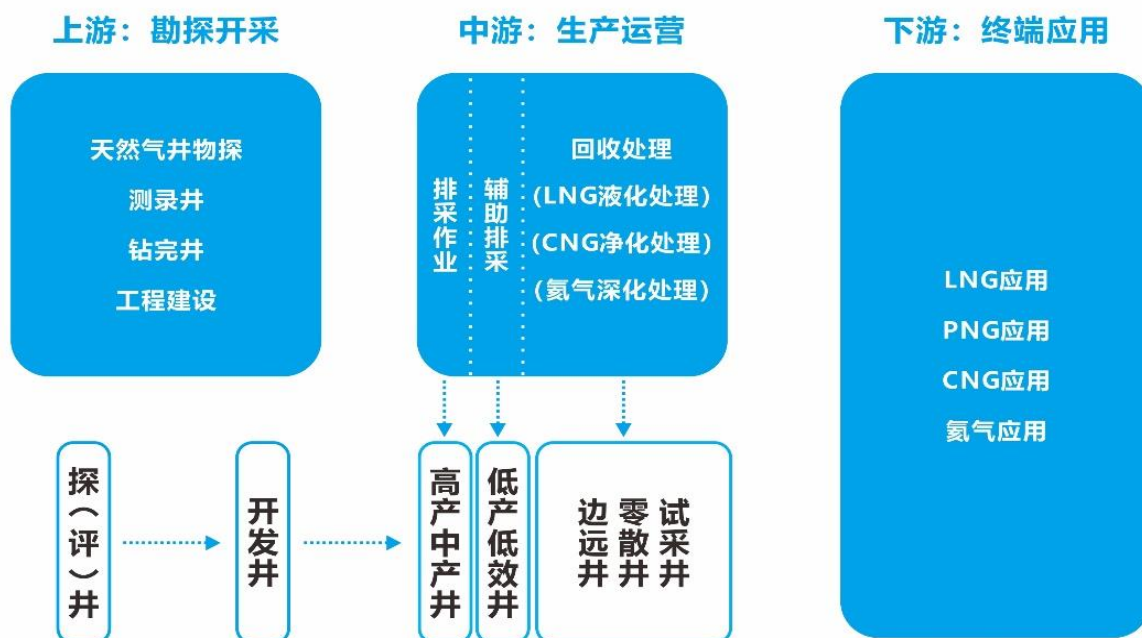 上游：勘探开采
天然气井物探
测录井
钻完井
工程建设
中游：生产运营
排采作业
辅助排采
回收处理
(LNG液化处理)
(CNG净化处理)
(氦气深化处理)
下游：终端应用
LNG应用
PNG应用
CNG应用
氦气应用
探(评)井
开发井
高产中产井
低产低效井
边远井
零散井
试采井